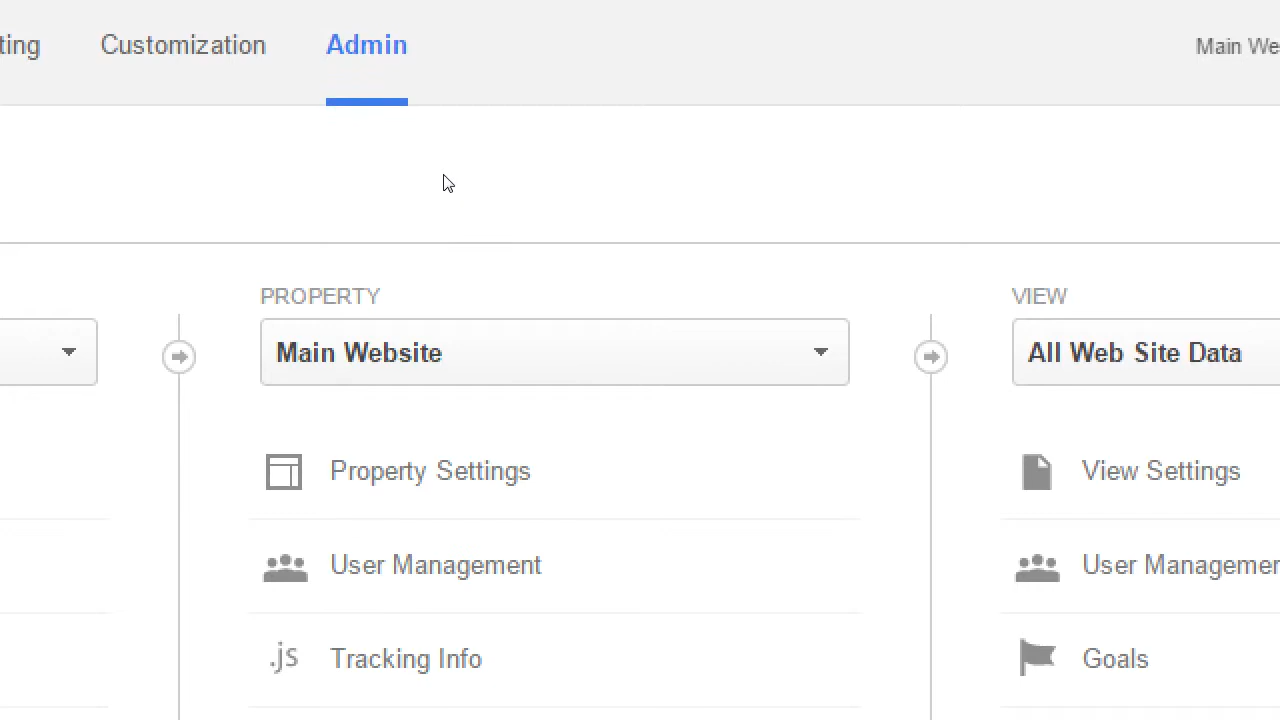 ting Customization Admin Main We
PROPERTY VIEW
Main Website All Web Site Data
Property Settings View Settings
User Management User Managemen
.js Tracking Info Goals